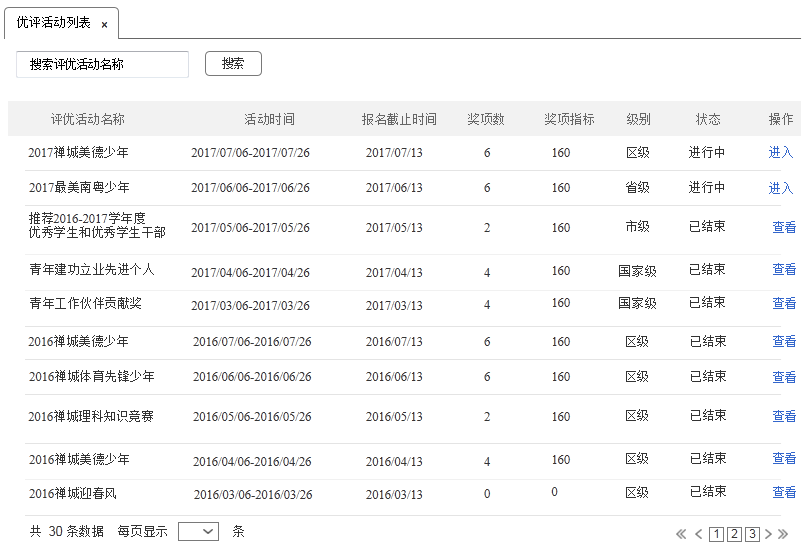 优评活动列表 ×
搜索评优活动名称 搜索
评优活动名称 活动时间 报名截止时间 奖项数 奖项指标 级别 状态 操作
2017禅城美德少年 2017/07/06-2017/07/26 2017/07/13 6 160 区级 进行中 进入
2017最美南粤少年 2017/06/06-2017/06/26 2017/06/13 6 160 省级 进行中 进入
推荐2016-2017学年度
优秀学生和优秀学生干部 2017/05/06-2017/05/26 2017/05/13 2 160 市级 已结束 查看
青年建功立业先进个人 2017/04/06-2017/04/26 2017/04/13 4 160 国家级 已结束 查看
青年工作伙伴贡献奖 2017/03/06-2017/03/26 2017/03/13 4 160 国家级 已结束 查看
2016禅城美德少年 2016/07/06-2016/07/26 2016/07/13 6 160 区级 已结束 查看
2016禅城体育先锋少年 2016/06/06-2016/06/26 2016/06/13 6 160 区级 已结束 查看
2016禅城理科知识竞赛 2016/05/06-2016/05/26 2016/05/13 2 160 区级 已结束 查看
2016禅城美德少年 2016/04/06-2016/04/26 2016/04/13 4 160 区级 已结束 查看
2016禅城迎春风 2016/03/06-2016/03/26 2016/03/13 0 0 区级 已结束 查看
共 30 条数据 每页显示 条 « < 1 2 3 > »